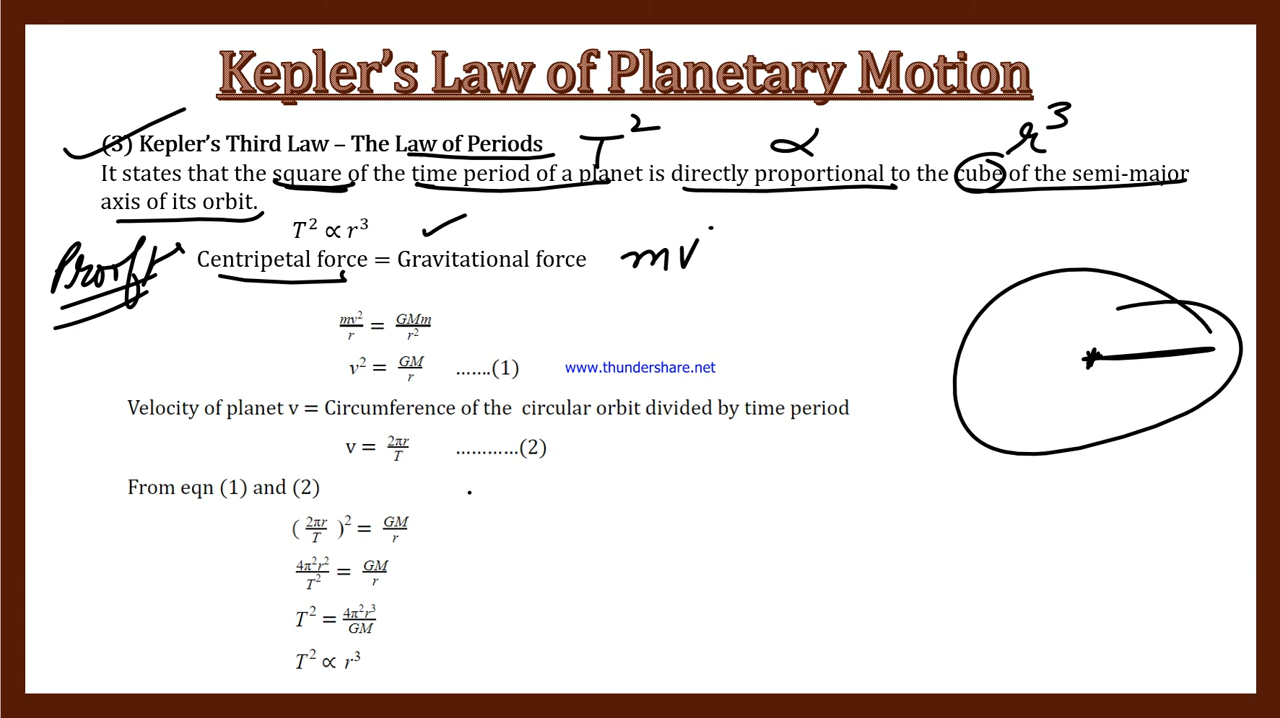 Kepler's Law of Planetary Motion
(3) Kepler's Third Law – The Law of Periods T² ∝ r³
It states that the square of the time period of a planet is directly proportional to the cube of the semi-major
axis of its orbit.
T² ∝ r³
Proof Centripetal force = Gravitational force mv
mv²/r = GMm/r²
v² = GM/r .......(1) www.thundershare.net
Velocity of planet v = Circumference of the circular orbit divided by time period
v = 2πr/T ............(2)
From eqn (1) and (2)
( 2πr/T )² = GM/r
4π²r²/T² = GM/r
T² = 4π²r³/GM
T² ∝ r³